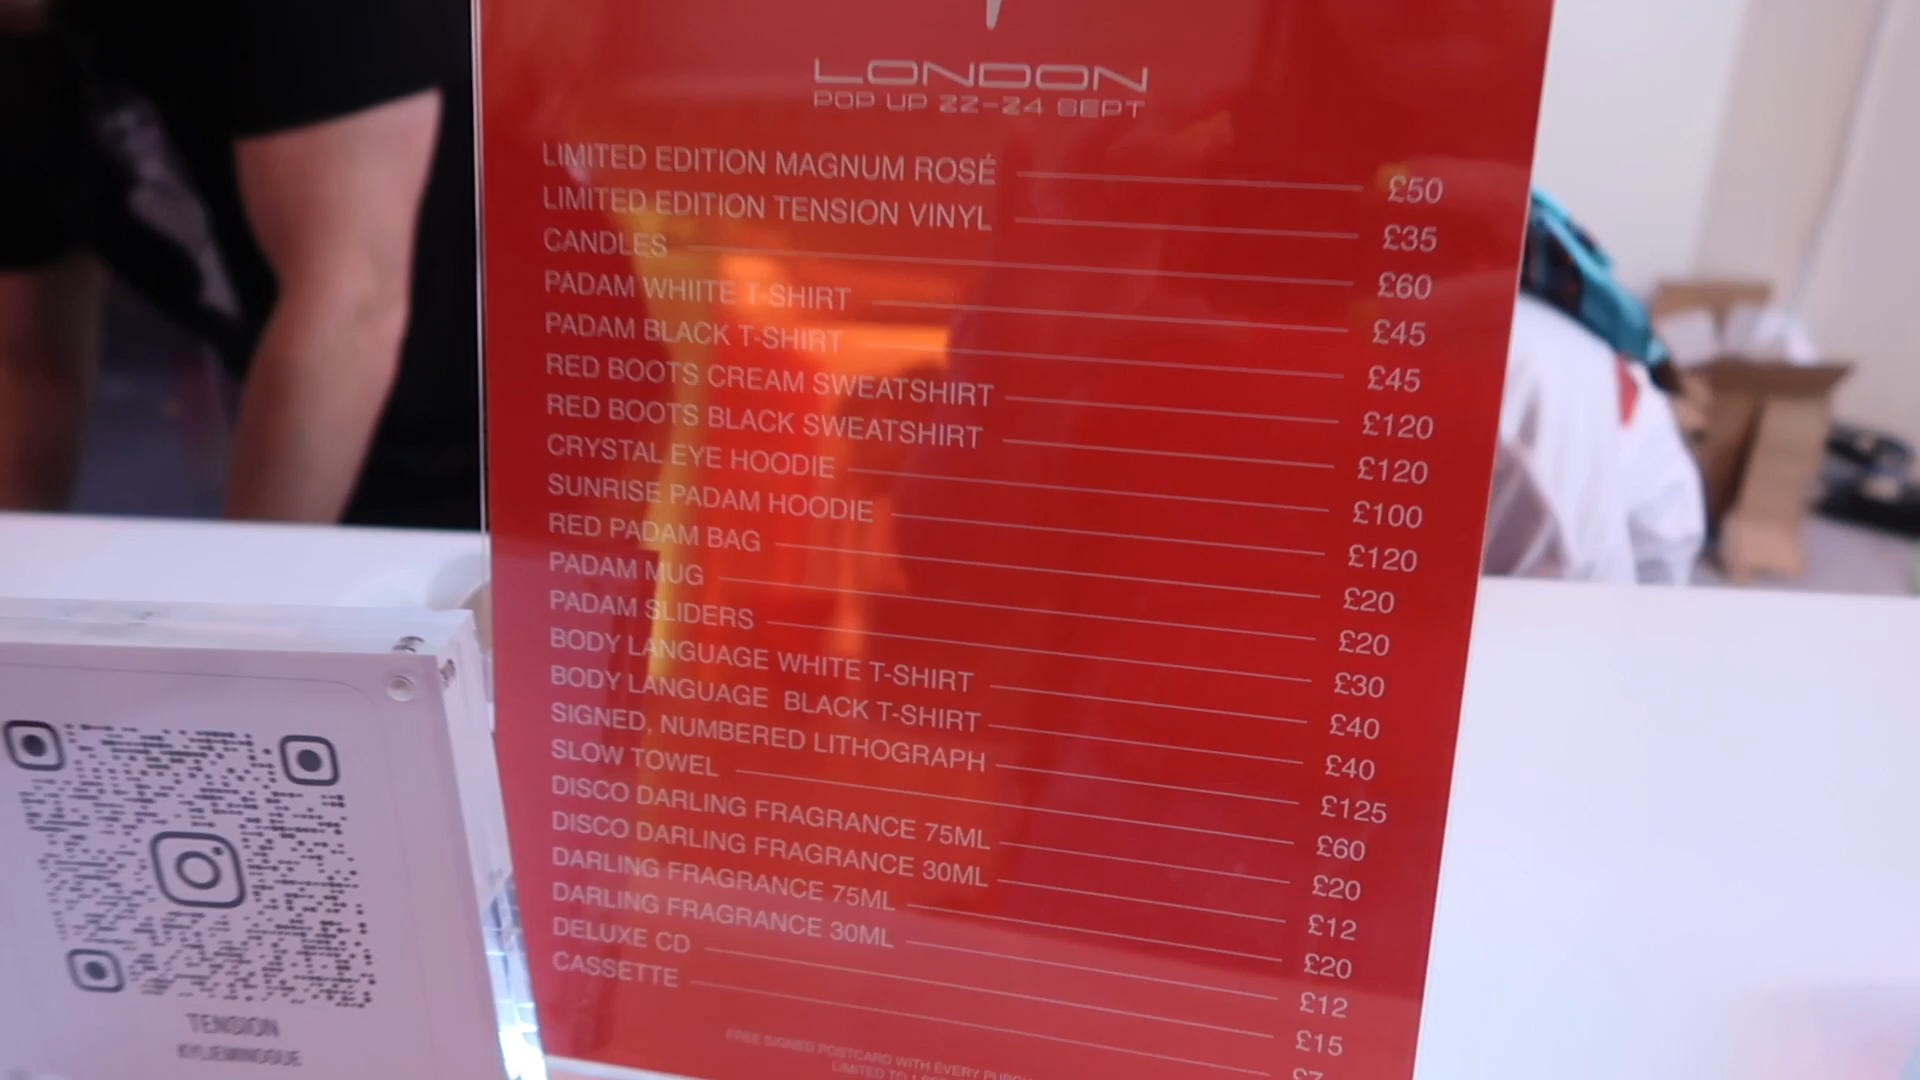 LONDON
POP UP 22-24 SEPT
LIMITED EDITION MAGNUM ROSÉ £50
LIMITED EDITION TENSION VINYL £35
CANDLES £60
PADAM WHIITE T-SHIRT £45
PADAM BLACK T-SHIRT £45
RED BOOTS CREAM SWEATSHIRT £120
RED BOOTS BLACK SWEATSHIRT £120
CRYSTAL EYE HOODIE £100
SUNRISE PADAM HOODIE £120
RED PADAM BAG £20
PADAM MUG £20
PADAM SLIDERS £30
BODY LANGUAGE WHITE T-SHIRT £40
BODY LANGUAGE BLACK T-SHIRT £40
SIGNED, NUMBERED LITHOGRAPH £125
SLOW TOWEL £60
DISCO DARLING FRAGRANCE 75ML £20
DISCO DARLING FRAGRANCE 30ML £12
DARLING FRAGRANCE 75ML £20
DARLING FRAGRANCE 30ML £12
DELUXE CD £15
CASSETTE £7
FREE SIGNED POSTCARD WITH EVERY
LIMITED TO 1
TENSION
KYLIEMINOGUE